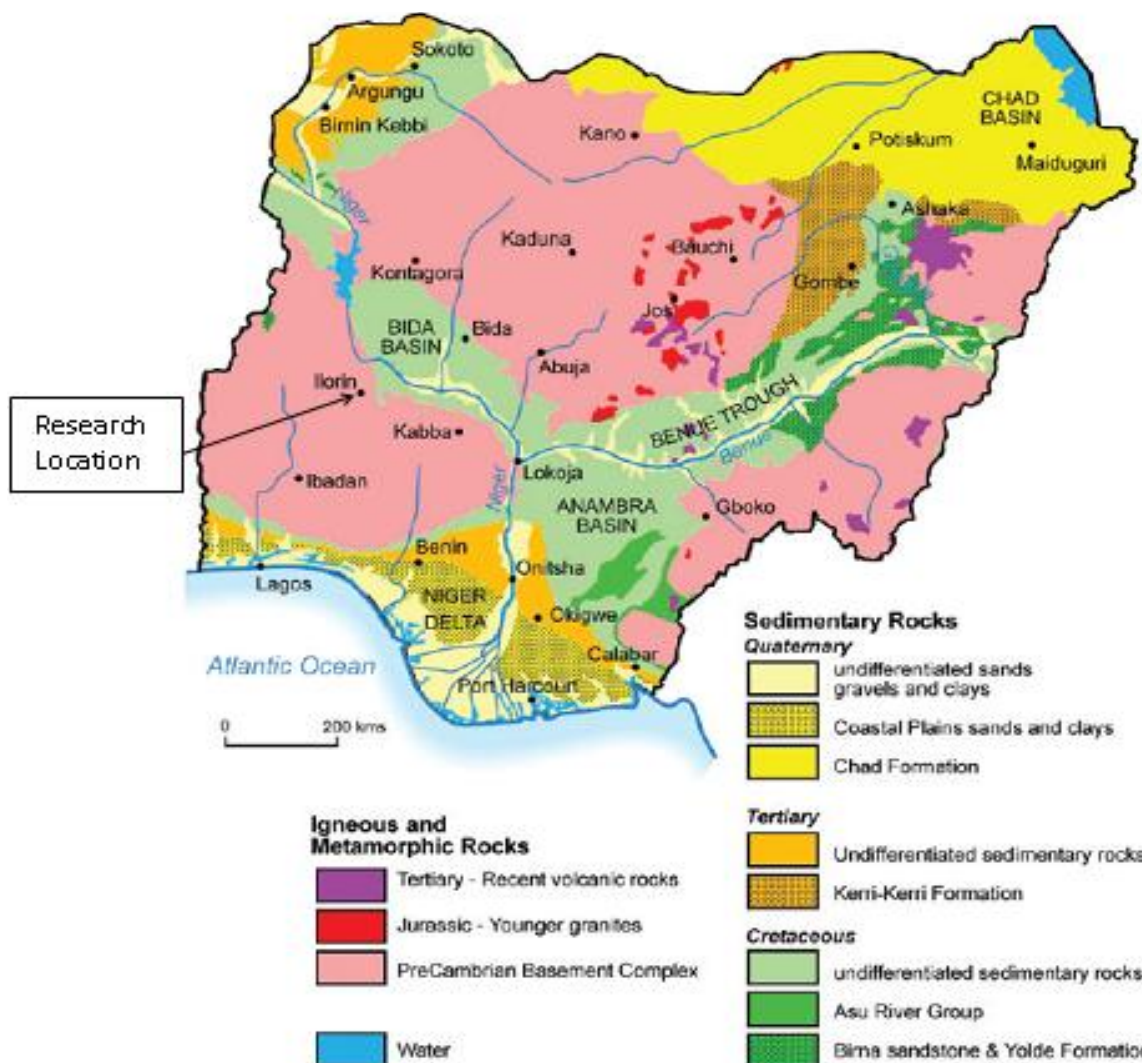 Sokoto
Argungu
Birnin Kebbi
Kano
CHAD
BASIN
Potiskum
Maiduguri
Niger
Ashaka
Kaduna
Bauchi
Kontagora
Gombe
Jos
BIDA
BASIN
Bida
Abuja
Ilorin
Research
Location
BENUE TROUGH
Benue
Kabba
Lokoja
Ibadan
Niger
ANAMBRA
BASIN
Gboko
Benin
Onitsha
Lagos
NIGER
DELTA
Okigwe
Calabar
Atlantic Ocean
Port Harcourt
0 200 kms
Sedimentary Rocks
Quaternary
undifferentiated sands
gravels and clays
Coastal Plains sands and clays
Chad Formation
Tertiary
Undifferentiated sedimentary rocks
Kerri-Kerri Formation
Cretaceous
undifferentiated sedimentary rocks
Asu River Group
Bima sandstone & Yolde Formation
Igneous and
Metamorphic Rocks
Tertiary - Recent volcanic rocks
Jurassic - Younger granites
PreCambrian Basement Complex
Water